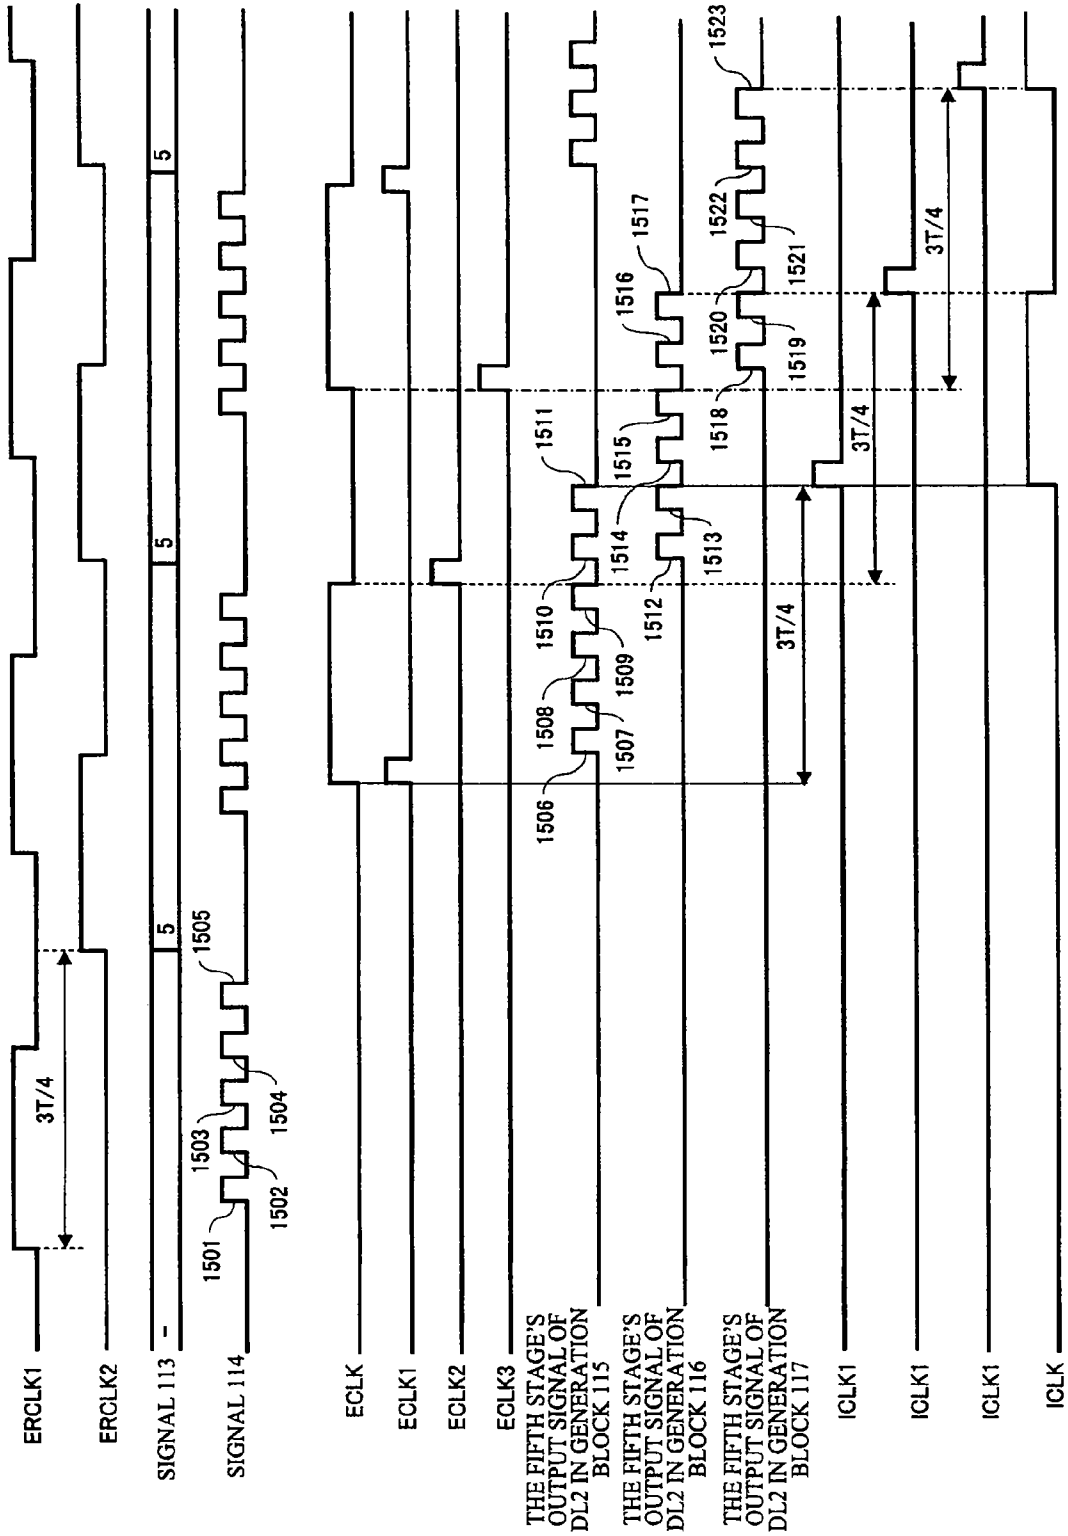 ERCLK1
3T/4
ERCLK2
SIGNAL 113
-
5
5
5
SIGNAL 114
1501
1502
1503
1504
1505
ECLK
ECLK1
ECLK2
ECLK3
THE FIFTH STAGE'S
OUTPUT SIGNAL OF
DL2 IN GENERATION
BLOCK 115
1506
1507
1508
1509
1510
1511
THE FIFTH STAGE'S
OUTPUT SIGNAL OF
DL2 IN GENERATION
BLOCK 116
1512
1513
1514
1515
1516
1517
THE FIFTH STAGE'S
OUTPUT SIGNAL OF
DL2 IN GENERATION
BLOCK 117
1518
1519
1520
1521
1522
1523
3T/4
3T/4
3T/4
ICLK1
ICLK1
ICLK1
ICLK